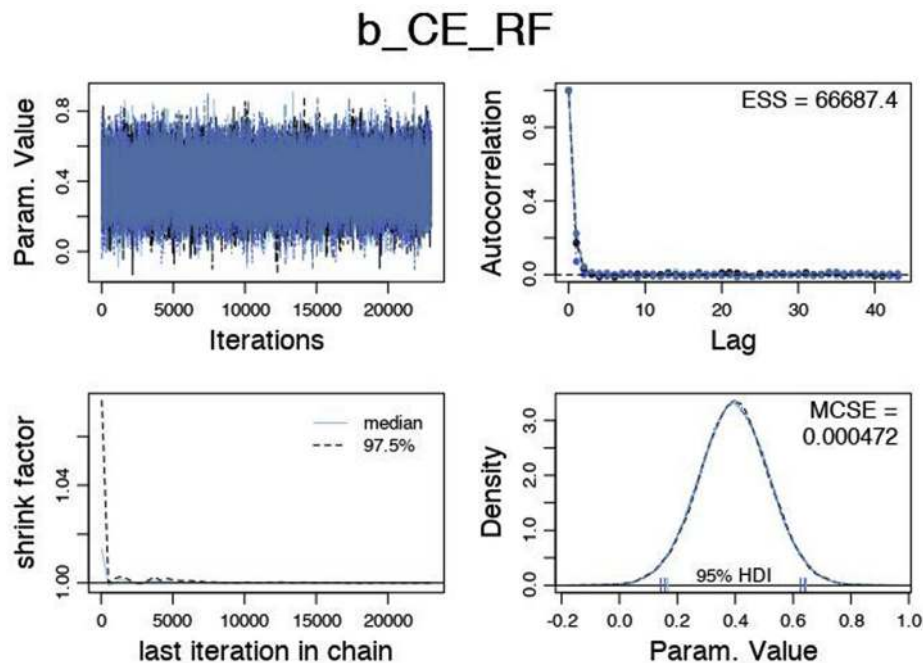 b_CE_RF
Param. Value
0.0 0.4 0.8
0 5000 10000 15000 20000
Iterations
Autocorrelation
0.0 0.4 0.8
ESS = 66687.4
0 10 20 30 40
Lag
shrink factor
1.00 1.04
median
97.5%
0 5000 10000 15000 20000
last iteration in chain
Density
0.0 1.0 2.0 3.0
MCSE =
0.000472
95% HDI
-0.2 0.0 0.2 0.4 0.6 0.8 1.0
Param. Value